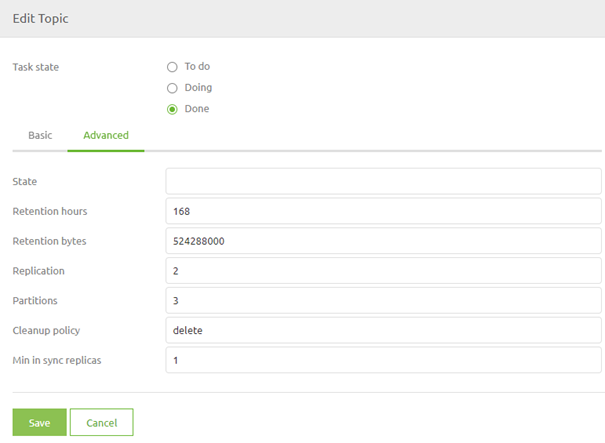 Edit Topic
Task state
To do
Doing
Done
Basic Advanced
State
Retention hours 168
Retention bytes 524288000
Replication 2
Partitions 3
Cleanup policy delete
Min in sync replicas 1
Save Cancel